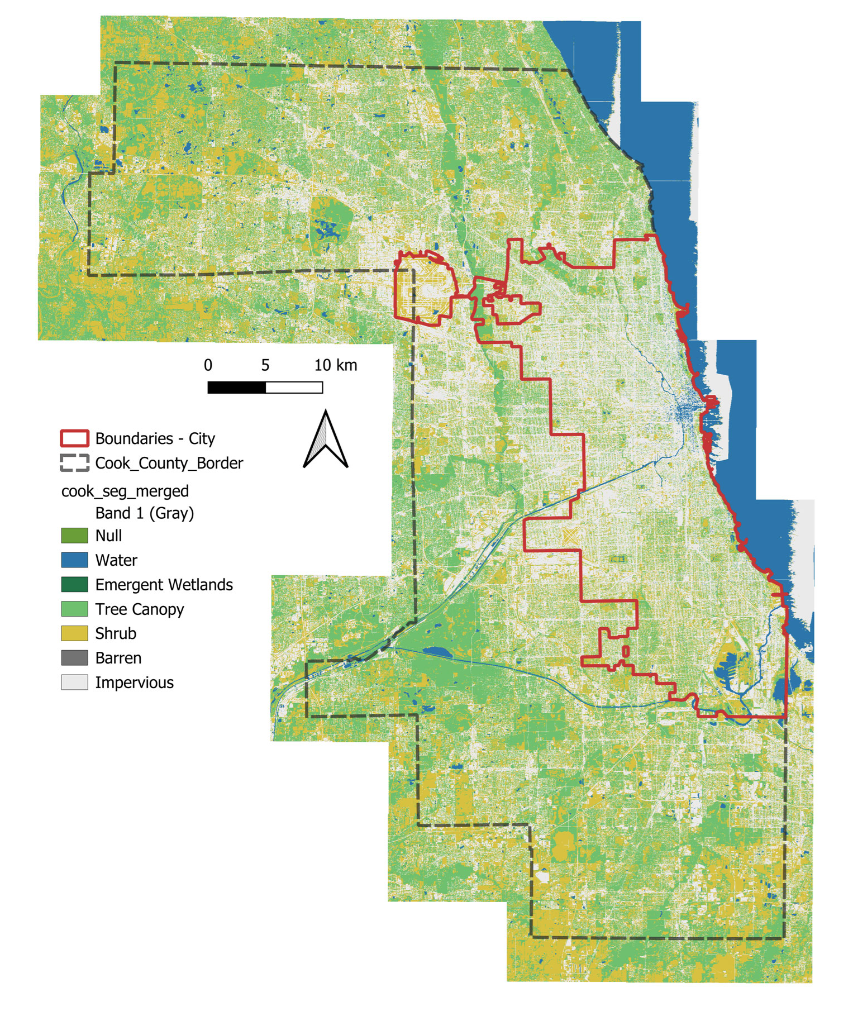 0 5 10 km
Boundaries - City
Cook_County_Border
cook_seg_merged
Band 1 (Gray)
Null
Water
Emergent Wetlands
Tree Canopy
Shrub
Barren
Impervious